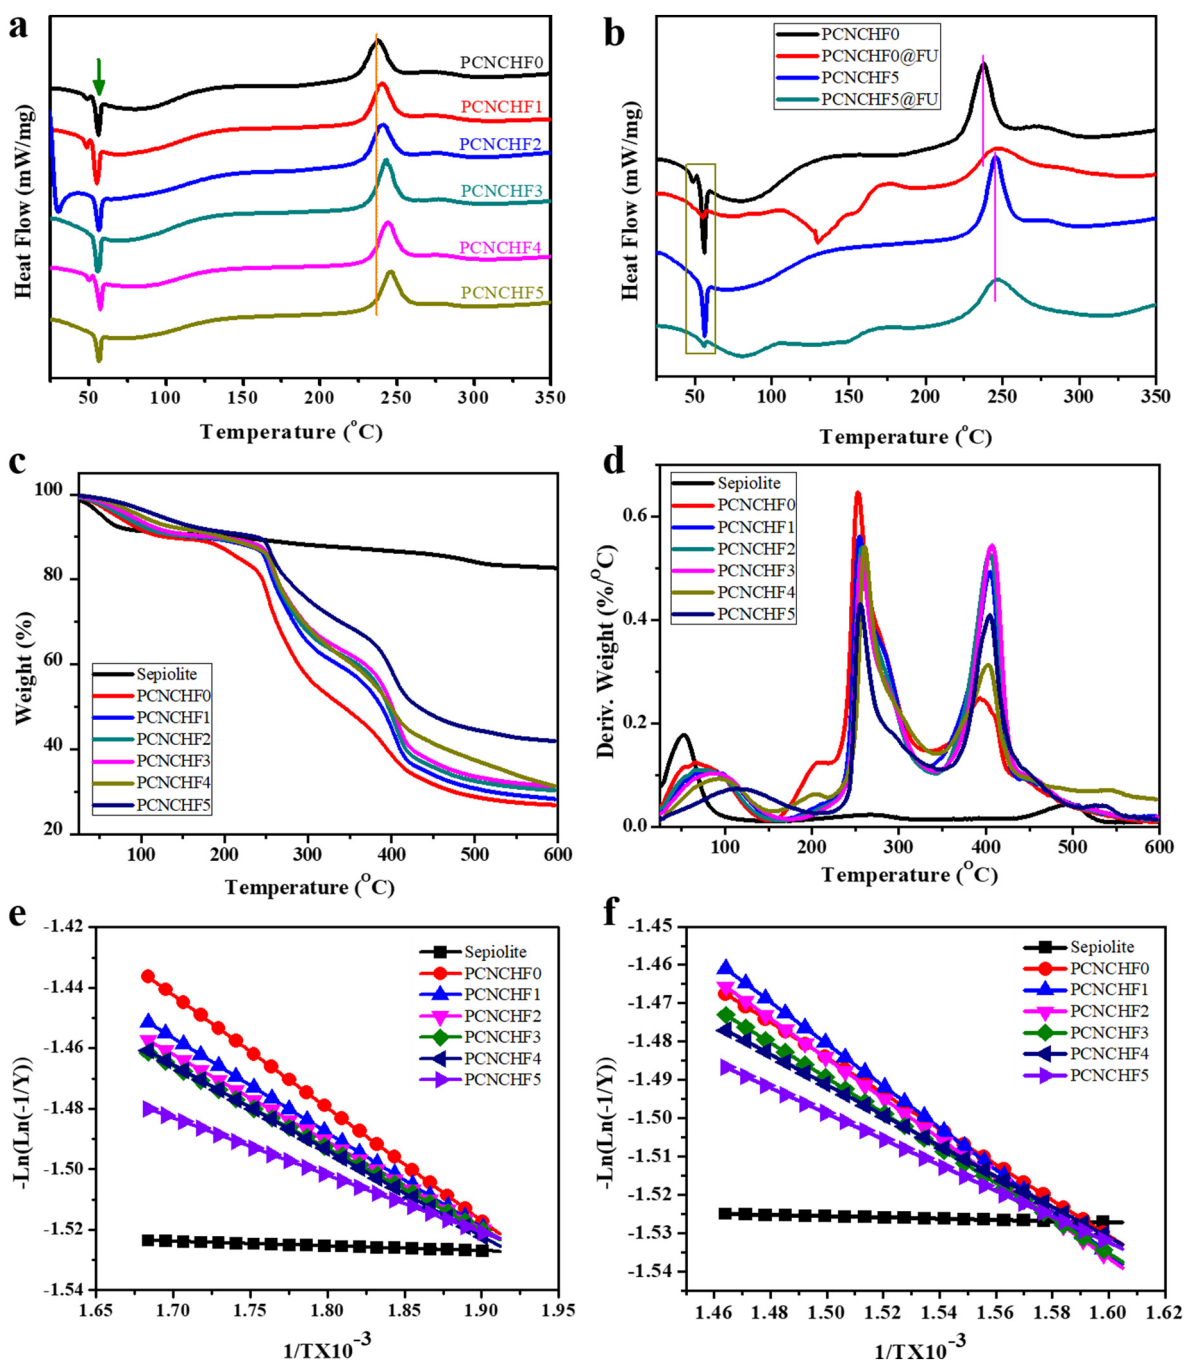 a
Heat Flow (mW/mg)
PCNCHF0
PCNCHF1
PCNCHF2
PCNCHF3
PCNCHF4
PCNCHF5
50 100 150 200 250 300 350
Temperature (°C)
b
Heat Flow (mW/mg)
PCNCHF0
PCNCHF0@FU
PCNCHF5
PCNCHF5@FU
50 100 150 200 250 300 350
Temperature (°C)
c
Weight (%)
100
80
60
40
20
Sepiolite
PCNCHF0
PCNCHF1
PCNCHF2
PCNCHF3
PCNCHF4
PCNCHF5
100 200 300 400 500 600
Temperature (°C)
d
Deriv. Weight (%/°C)
0.6
0.4
0.2
0.0
Sepiolite
PCNCHF0
PCNCHF1
PCNCHF2
PCNCHF3
PCNCHF4
PCNCHF5
100 200 300 400 500 600
Temperature (°C)
e
-Ln(Ln(-1/Y))
-1.42
-1.44
-1.46
-1.48
-1.50
-1.52
-1.54
Sepiolite
PCNCHF0
PCNCHF1
PCNCHF2
PCNCHF3
PCNCHF4
PCNCHF5
1.65 1.70 1.75 1.80 1.85 1.90 1.95
1/TX10⁻³
f
-Ln(Ln(-1/Y))
-1.45
-1.46
-1.47
-1.48
-1.49
-1.50
-1.51
-1.52
-1.53
-1.54
Sepiolite
PCNCHF0
PCNCHF1
PCNCHF2
PCNCHF3
PCNCHF4
PCNCHF5
1.46 1.48 1.50 1.52 1.54 1.56 1.58 1.60 1.62
1/TX10⁻³